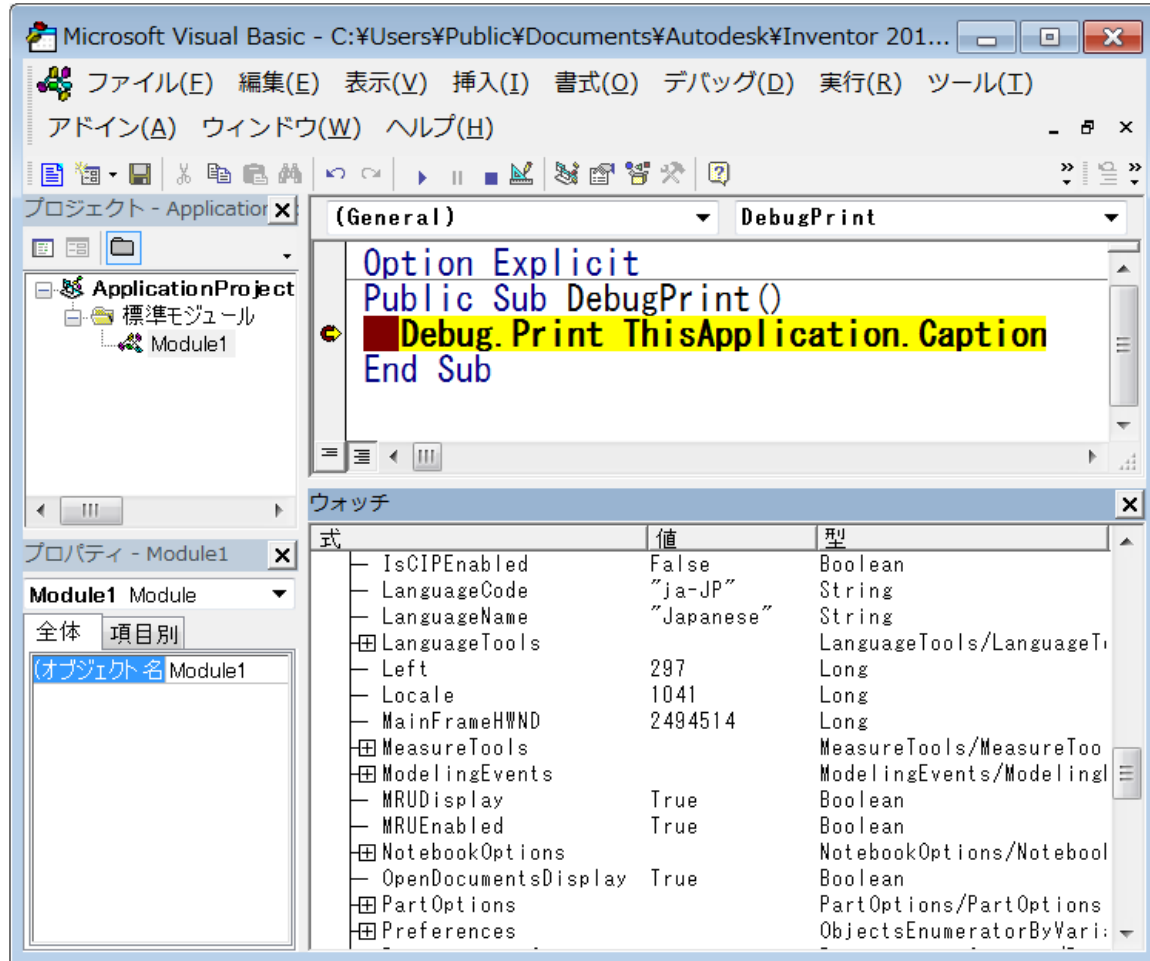 Microsoft Visual Basic - C:¥Users¥Public¥Documents¥Autodesk¥Inventor 201...
ファイル(F) 編集(E) 表示(V) 挿入(I) 書式(O) デバッグ(D) 実行(R) ツール(T)
アドイン(A) ウィンドウ(W) ヘルプ(H)
プロジェクト - Application
ApplicationProject
標準モジュール
Module1
(General)
DebugPrint
Option Explicit
Public Sub DebugPrint()
Debug.Print ThisApplication.Caption
End Sub
プロパティ - Module1
Module1 Module
全体 項目別
(オブジェクト名 Module1
ウォッチ
式 値 型
IsCIPEnabled False Boolean
LanguageCode "ja-JP" String
LanguageName "Japanese" String
LanguageTools LanguageTools/LanguageT
Left 297 Long
Locale 1041 Long
MainFrameHWND 2494514 Long
MeasureTools MeasureTools/MeasureToo
ModelingEvents ModelingEvents/Modeling
MRUDisplay True Boolean
MRUEnabled True Boolean
NotebookOptions NotebookOptions/Noteboo
OpenDocumentsDisplay True Boolean
PartOptions PartOptions/PartOptions
Preferences ObjectsEnumeratorByVari